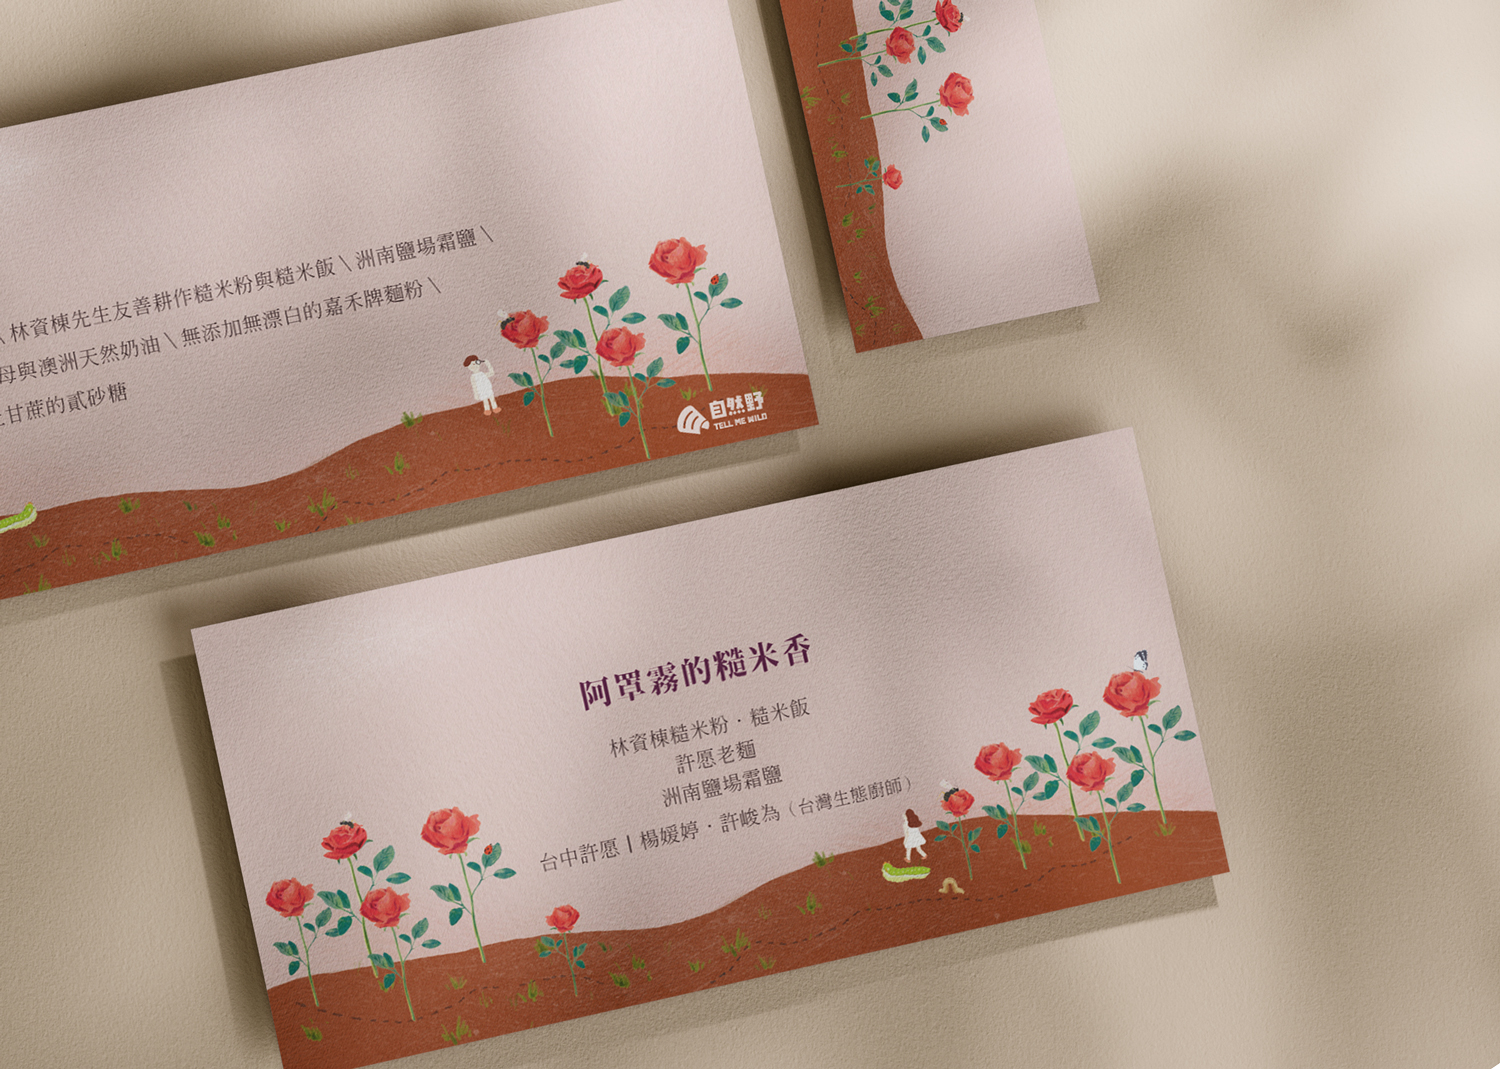 \ 林資棟先生友善耕作糙米粉與糙米飯 \ 洲南鹽場霜鹽 \
母與澳洲天然奶油 \ 無添加無漂白的嘉禾牌麵粉 \
甘蔗的貳砂糖
自然野
TELL ME WILD
阿罩霧的糙米香
林資棟糙米粉・糙米飯
許愿老麵
洲南鹽場霜鹽
台中許愿 | 楊媛婷・許峻為（台灣生態廚師）